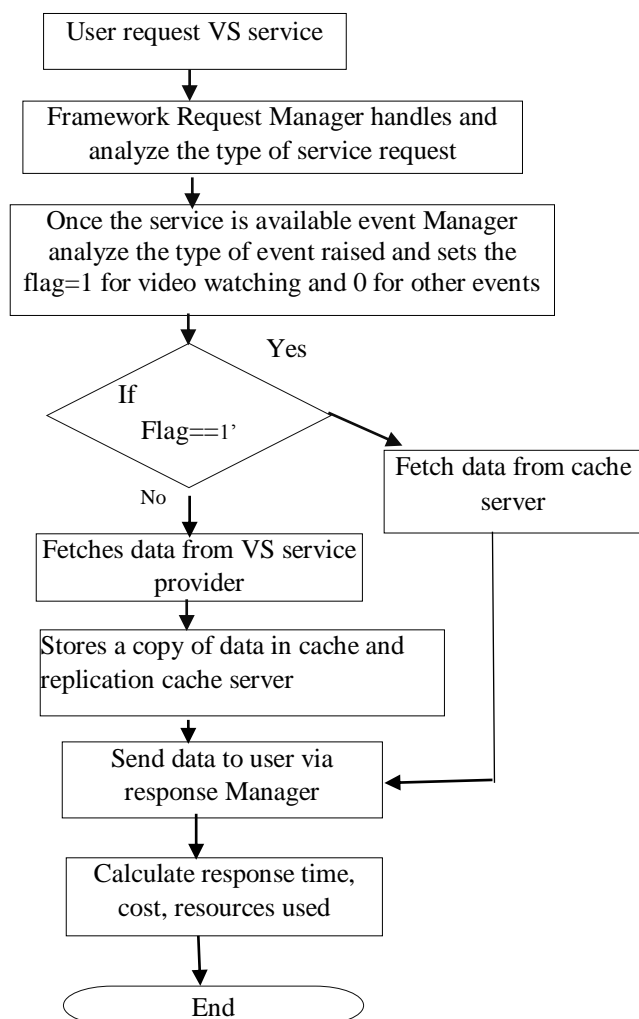 User request VS service
Framework Request Manager handles and
analyze the type of service request
Once the service is available event Manager
analyze the type of event raised and sets the
flag=1 for video watching and 0 for other events
Yes
If
Flag==1’
No
Fetch data from cache
server
Fetches data from VS service
provider
Stores a copy of data in cache and
replication cache server
Send data to user via
response Manager
Calculate response time,
cost, resources used
End